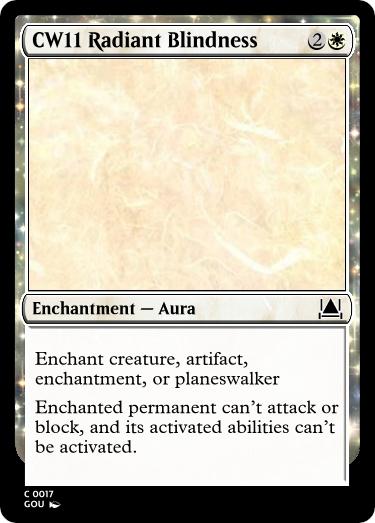 CW11 Radiant Blindness 2
Enchantment — Aura
Enchant creature, artifact,
enchantment, or planeswalker
Enchanted permanent can't attack or
block, and its activated abilities can't
be activated.
C 0017
GOU